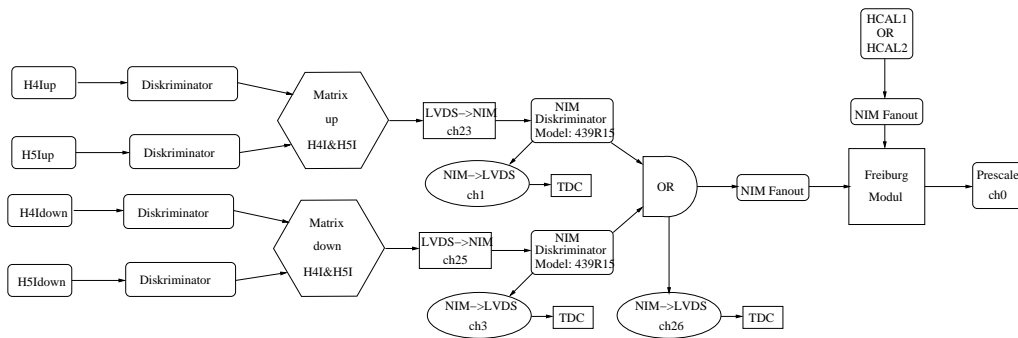 HCAL1
OR
HCAL2
NIM Fanout
H4Iup
Diskriminator
H5Iup
Diskriminator
Matrix
up
H4I&H5I
LVDS−>NIM
ch23
NIM
Diskriminator
Model: 439R15
NIM−>LVDS
ch1
TDC
H4Idown
Diskriminator
H5Idown
Diskriminator
Matrix
down
H4I&H5I
LVDS−>NIM
ch25
NIM
Diskriminator
Model: 439R15
NIM−>LVDS
ch3
TDC
OR
NIM−>LVDS
ch26
TDC
NIM Fanout
Freiburg
Modul
Prescaler
ch0